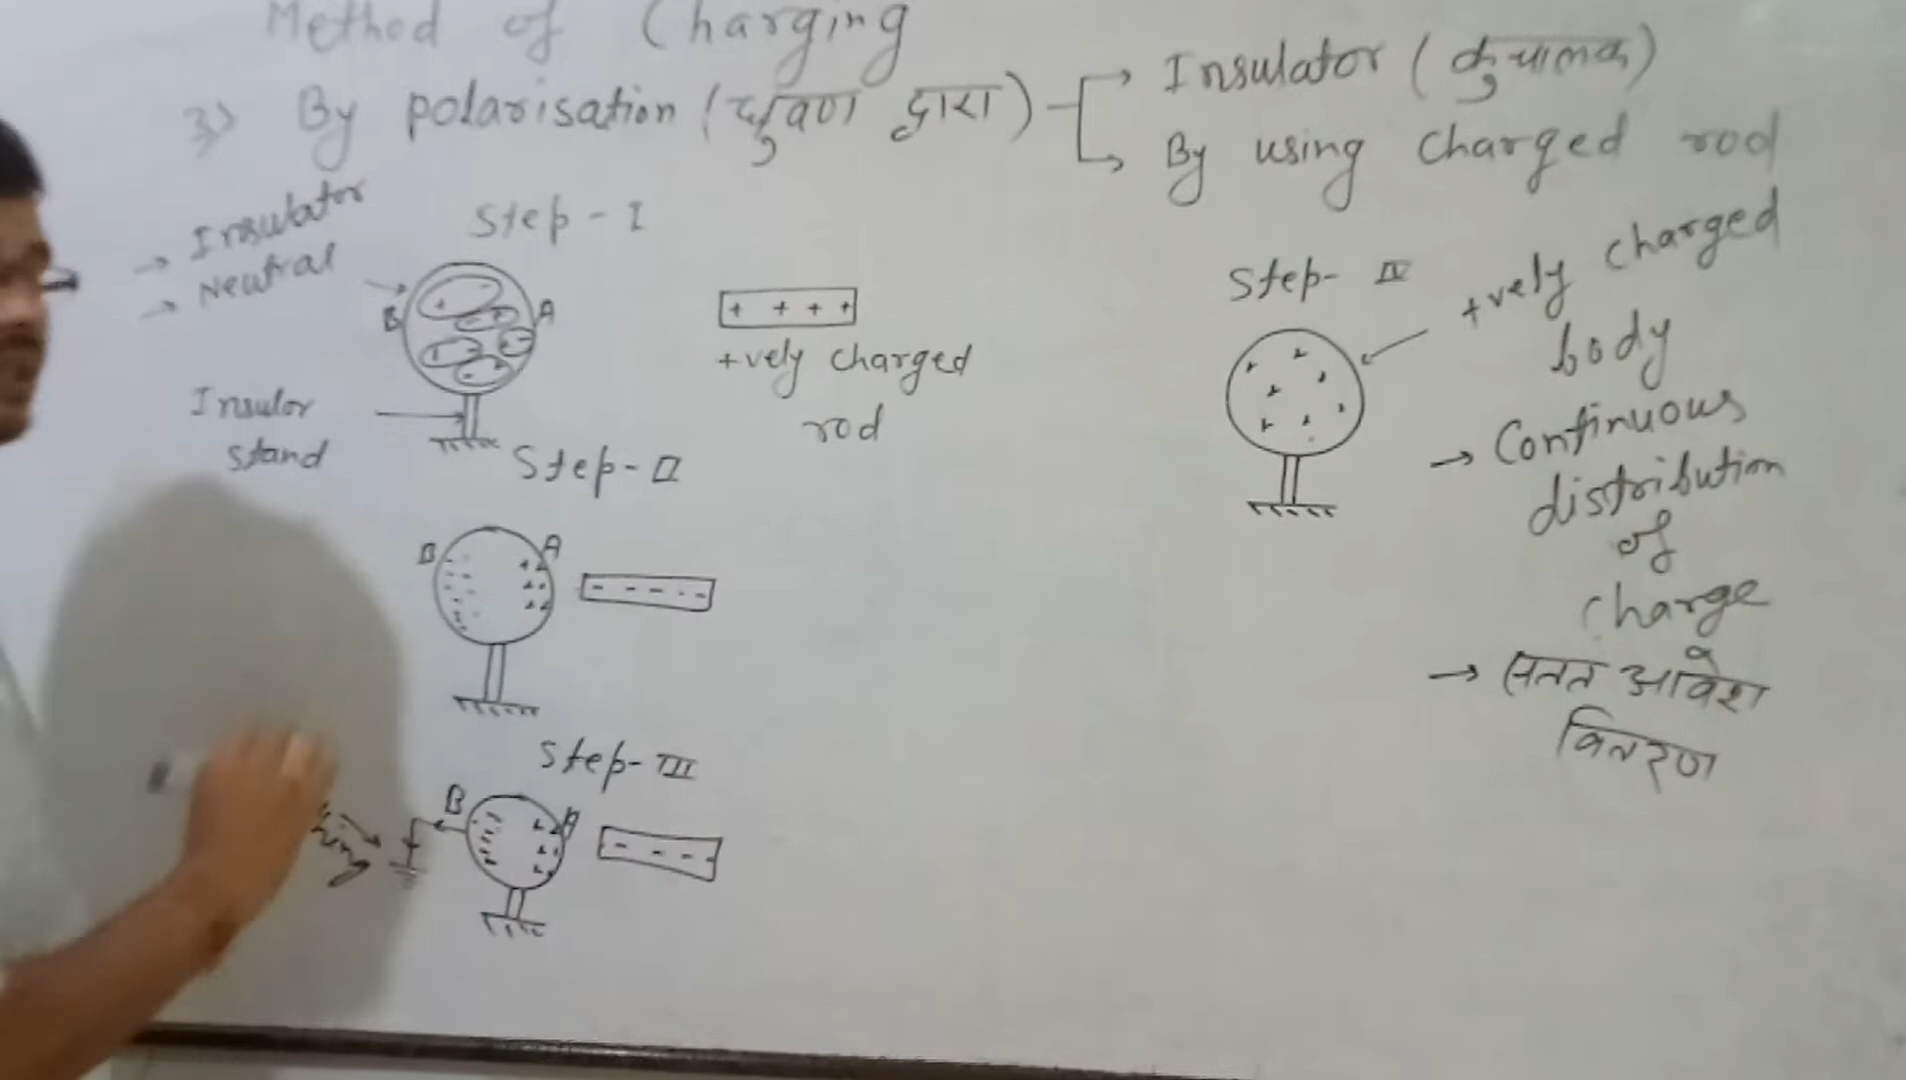 Method of Charging
3) By polarisation (ध्रुवण द्वारा)
Insulator (कुचालक)
By using charged rod
→ Insulator
→ Neutral
Step-I
B
A
+ + + +
+vely charged
rod
Insulor
stand
Step-II
B
A
- - - - -
Step-III
B
A
- - - -
Step-IV
+vely charged
body
→ Continuous
distribution
of
charge
→ सतत आवेश
वितरण